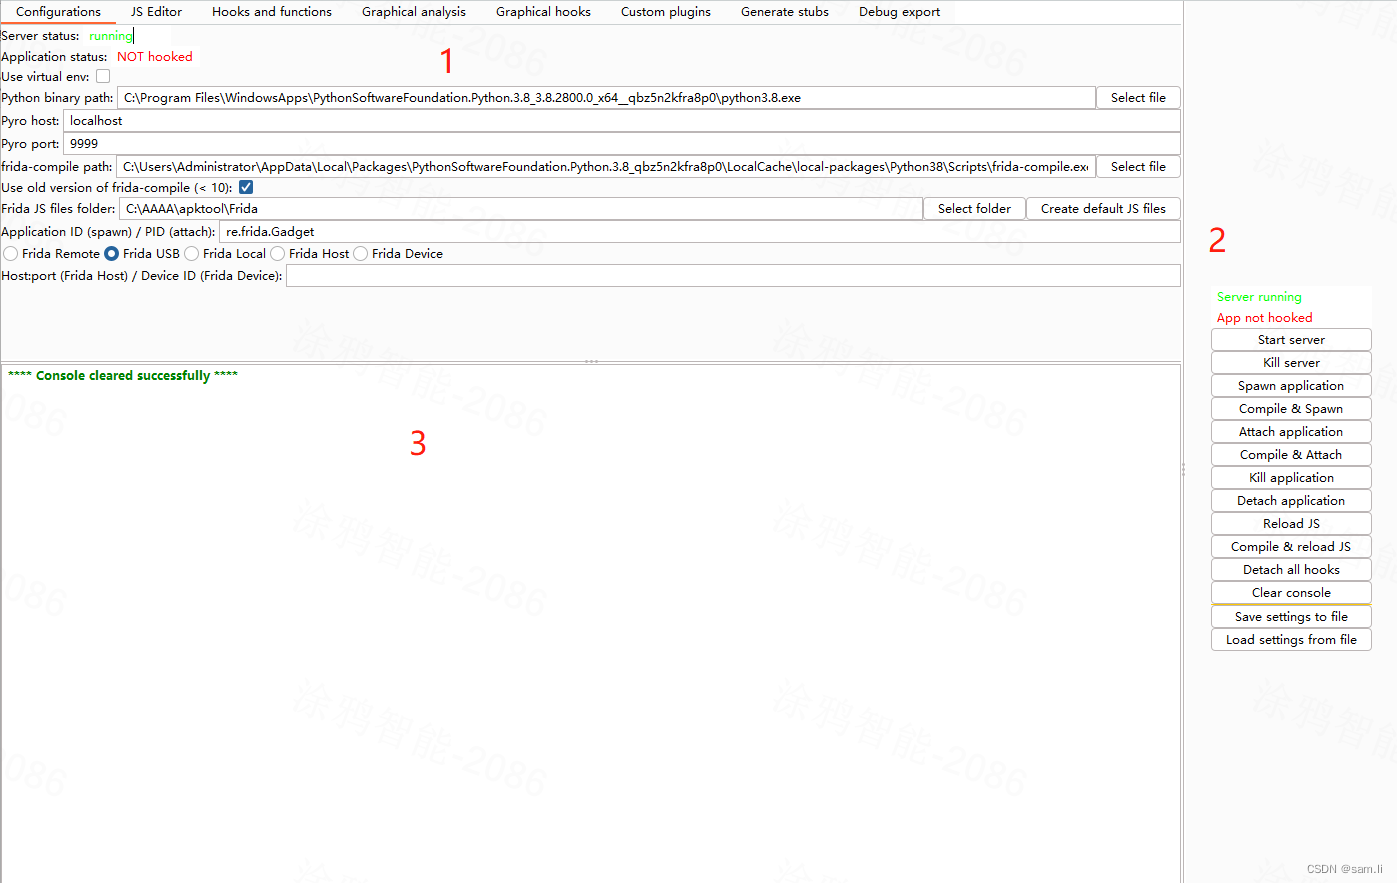 Configurations JS Editor Hooks and functions Graphical analysis Graphical hooks Custom plugins Generate stubs Debug export
Server status: running
Application status: NOT hooked
1
Use virtual env:
Python binary path: C:\Program Files\WindowsApps\PythonSoftwareFoundation.Python.3.8_3.8.2800.0_x64__qbz5n2kfra8p0\python3.8.exe Select file
Pyro host: localhost
Pyro port: 9999
frida-compile path: C:\Users\Administrator\AppData\Local\Packages\PythonSoftwareFoundation.Python.3.8_qbz5n2kfra8p0\LocalCache\local-packages\Python38\Scripts\frida-compile.exe Select file
Use old version of frida-compile (< 10):
Frida JS files folder: C:\AAAA\apktool\Frida Select folder Create default JS files
Application ID (spawn) / PID (attach): re.frida.Gadget
Frida Remote Frida USB Frida Local Frida Host Frida Device
Host:port (Frida Host) / Device ID (Frida Device):
**** Console cleared successfully ****
3
2
Server running
App not hooked
Start server
Kill server
Spawn application
Compile & Spawn
Attach application
Compile & Attach
Kill application
Detach application
Reload JS
Compile & reload JS
Detach all hooks
Clear console
Save settings to file
Load settings from file
涂鸦智能-2086
CSDN @sam.li